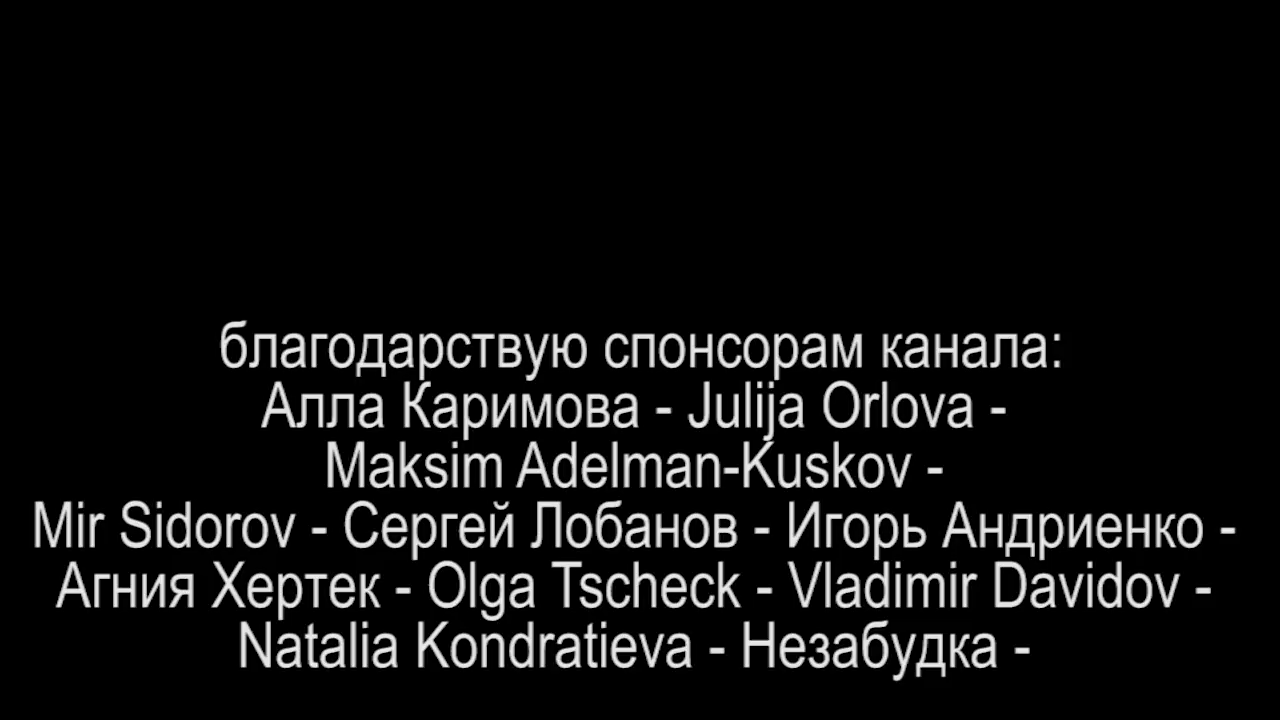 благодарствую спонсорам канала:
Алла Каримова - Julija Orlova -
Maksim Adelman-Kuskov -
Mir Sidorov - Сергей Лобанов - Игорь Андриенко -
Агния Хертек - Olga Tscheck - Vladimir Davidov -
Natalia Kondratieva - Незабудка -